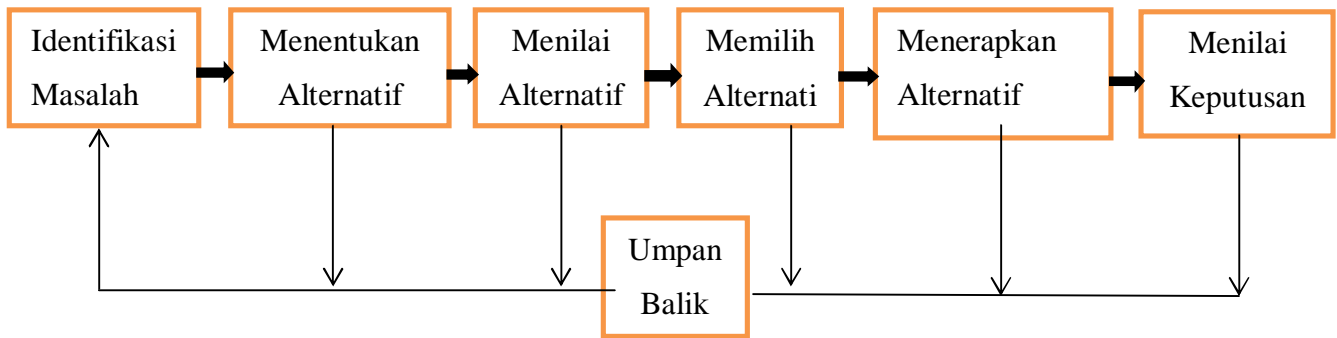 Identifikasi
Masalah
Menentukan
Alternatif
Menilai
Alternatif
Memilih
Alternati
Menerapkan
Alternatif
Menilai
Keputusan
Umpan
Balik